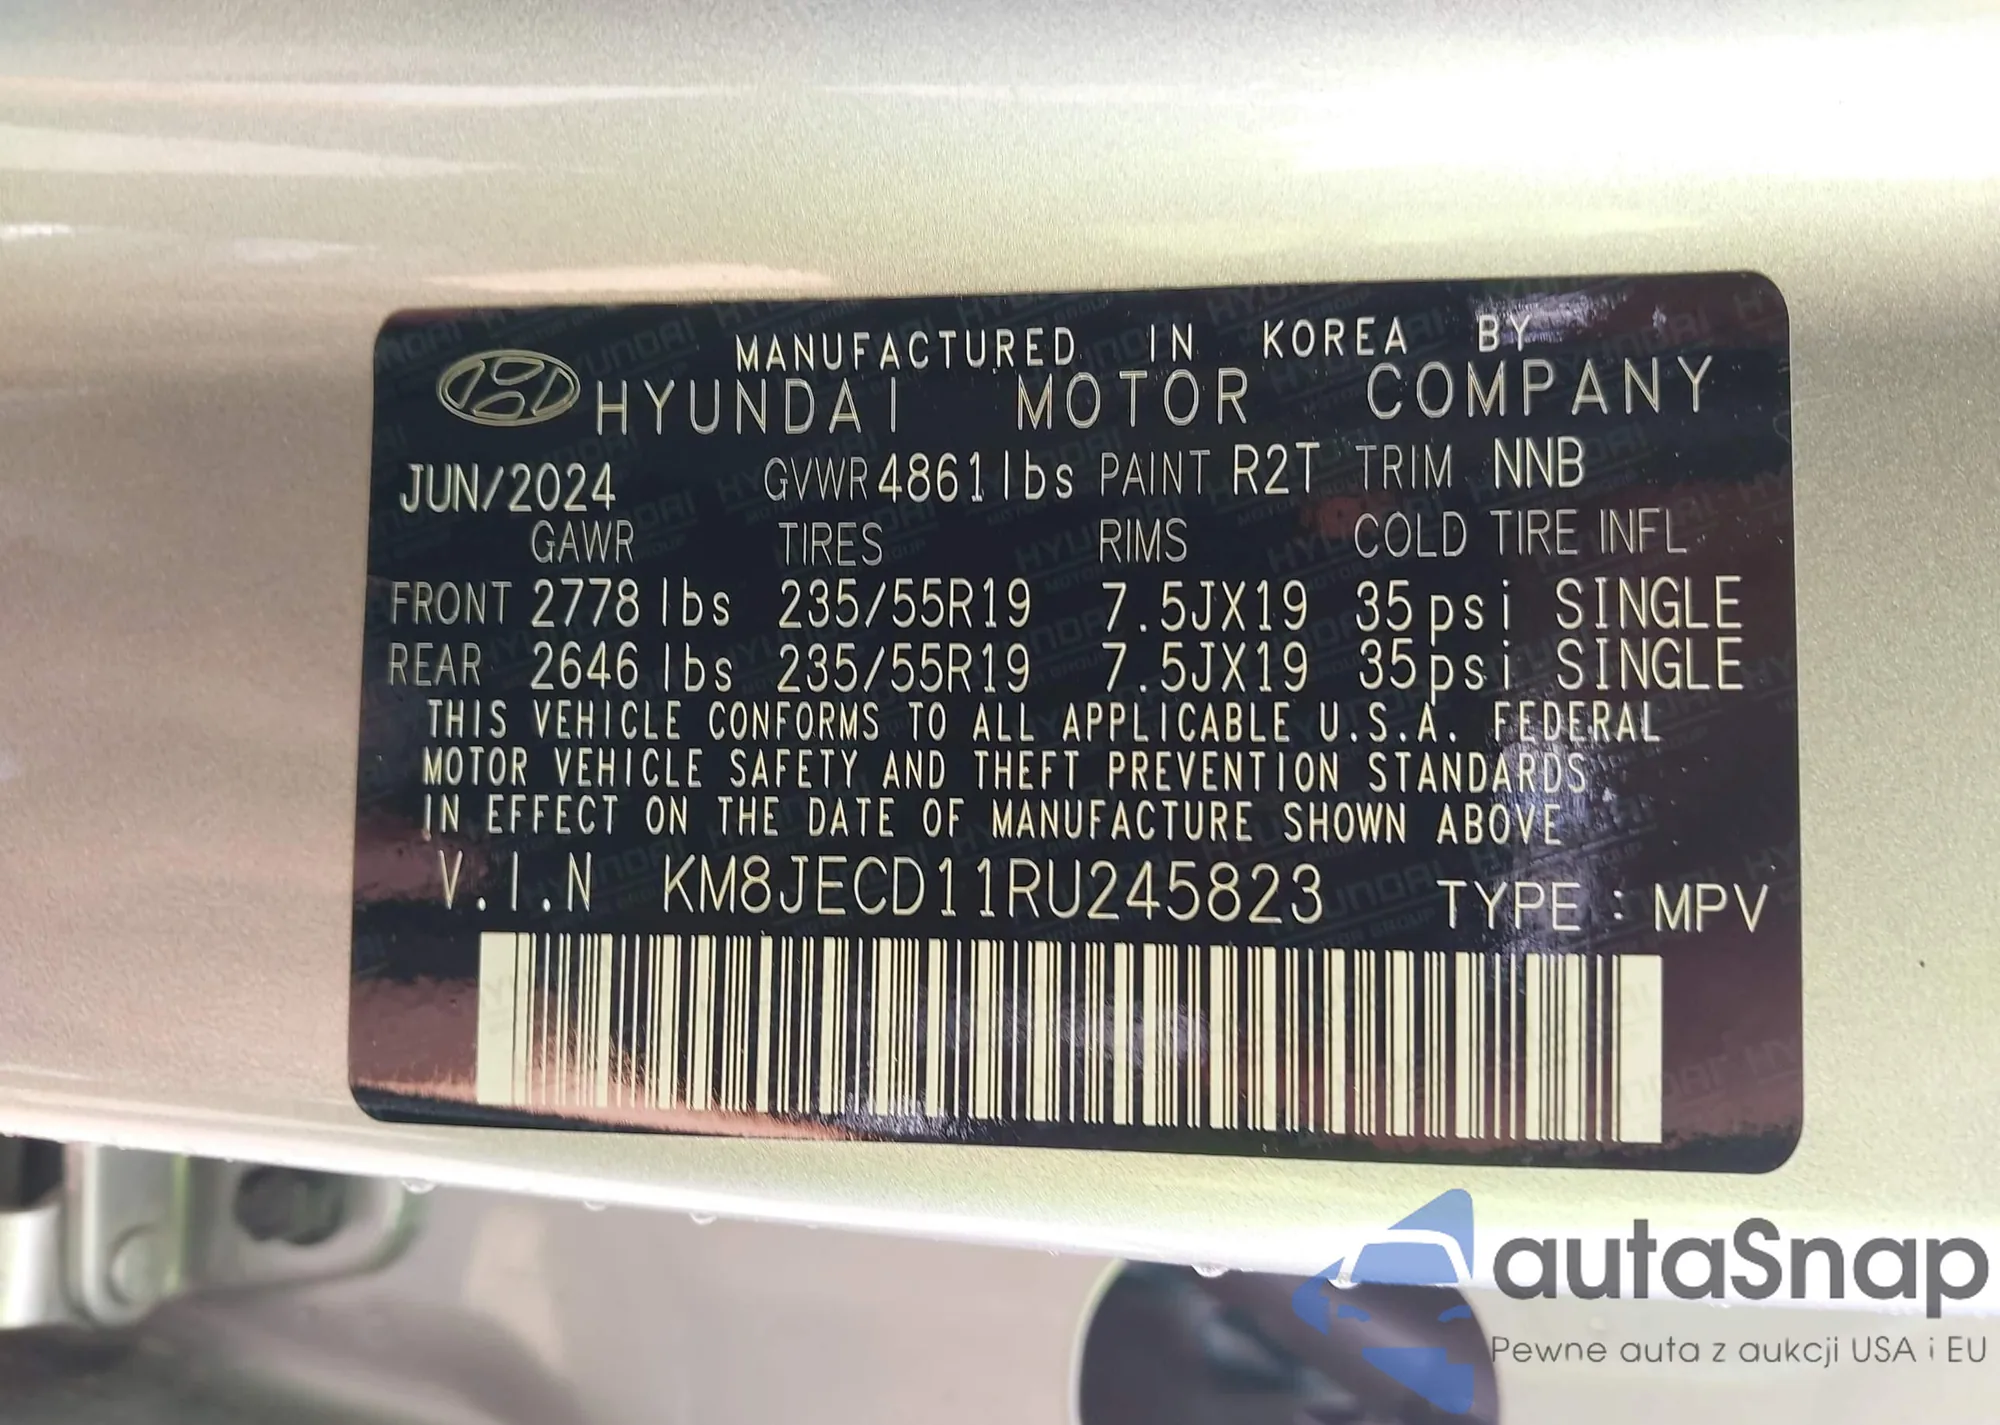 MANUFACTURED IN KOREA BY
HYUNDAI MOTOR COMPANY
JUN/2024 GVWR 4861 lbs PAINT R2T TRIM NNB
GAWR TIRES RIMS COLD TIRE INFL
FRONT 2778 lbs 235/55R19 7.5JX19 35psi SINGLE
REAR 2646 lbs 235/55R19 7.5JX19 35psi SINGLE
THIS VEHICLE CONFORMS TO ALL APPLICABLE U.S.A. FEDERAL
MOTOR VEHICLE SAFETY AND THEFT PREVENTION STANDARDS
IN EFFECT ON THE DATE OF MANUFACTURE SHOWN ABOVE
V.I.N KM8JECD11RU245823 TYPE : MPV
autaSnap
Pewne auta z aukcji USA i EU